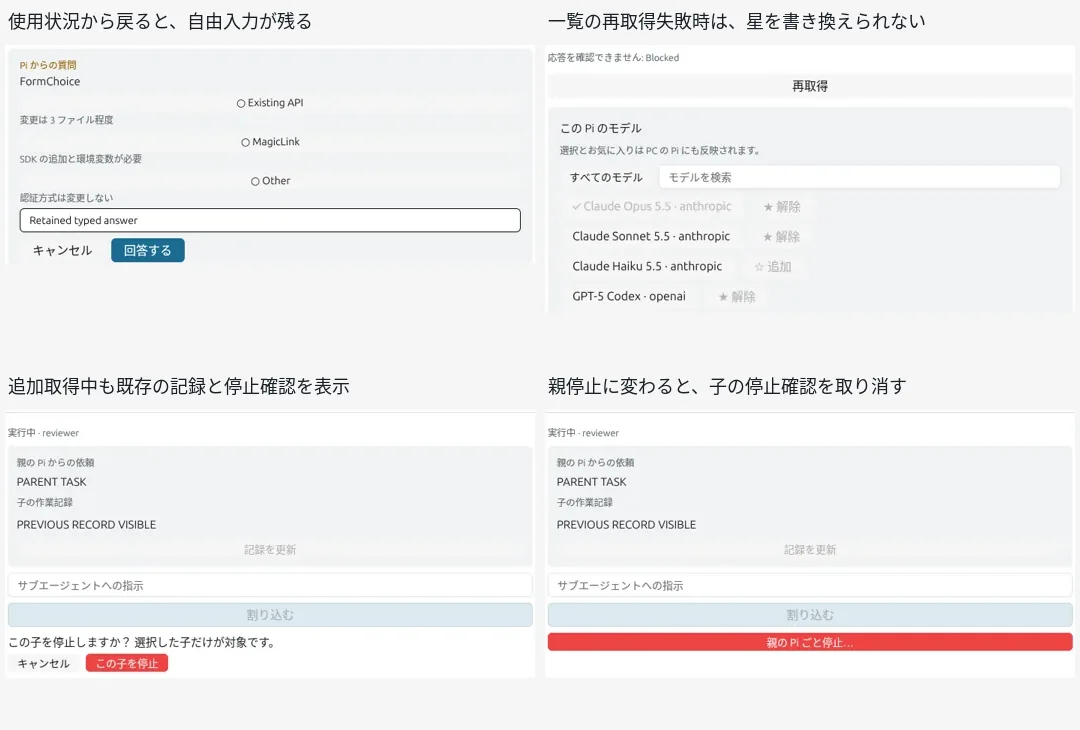 使用状況から戻ると、自由入力が残る
Pi からの質問
FormChoice
Existing API
変更は 3 ファイル程度
MagicLink
SDK の追加と環境変数が必要
Other
認証方式は変更しない
Retained typed answer
キャンセル 回答する
一覧の再取得失敗時は、星を書き換えられない
応答を確認できません: Blocked
再取得
この Pi のモデル
選択とお気に入りは PC の Pi にも反映されます。
すべてのモデル モデルを検索
✓ Claude Opus 5.5 · anthropic ★ 解除
Claude Sonnet 5.5 · anthropic ★ 解除
Claude Haiku 5.5 · anthropic ☆ 追加
GPT-5 Codex · openai ★ 解除
追加取得中も既存の記録と停止確認を表示
実行中 · reviewer
親の Pi からの依頼
PARENT TASK
子の作業記録
PREVIOUS RECORD VISIBLE
記録を更新
サブエージェントへの指示
割り込む
この子を停止しますか？ 選択した子だけが対象です。
キャンセル この子を停止
親停止に変わると、子の停止確認を取り消す
実行中 · reviewer
親の Pi からの依頼
PARENT TASK
子の作業記録
PREVIOUS RECORD VISIBLE
記録を更新
サブエージェントへの指示
割り込む
親の Pi ごと停止…